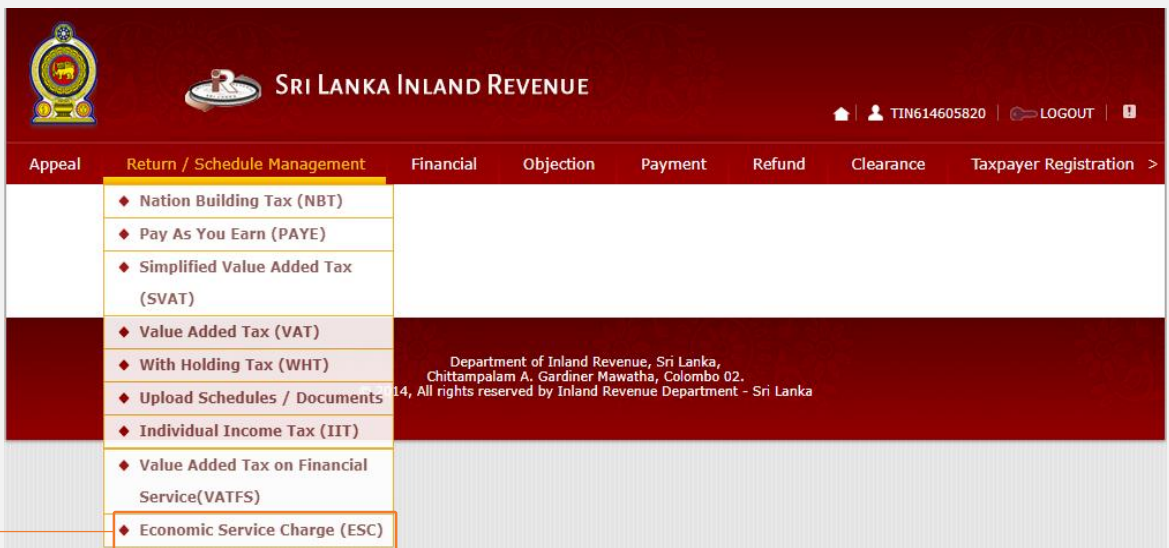 SRI LANKA INLAND REVENUE
TIN614605820 | LOGOUT |
Appeal Return / Schedule Management Financial Objection Payment Refund Clearance Taxpayer Registration >
Nation Building Tax (NBT)
Pay As You Earn (PAYE)
Simplified Value Added Tax
(SVAT)
Value Added Tax (VAT)
With Holding Tax (WHT)
Upload Schedules / Documents
Individual Income Tax (IIT)
Value Added Tax on Financial
Service(VATFS)
Economic Service Charge (ESC)
Department of Inland Revenue, Sri Lanka,
Chittampalam A. Gardiner Mawatha, Colombo 02.
2014, All rights reserved by Inland Revenue Department - Sri Lanka